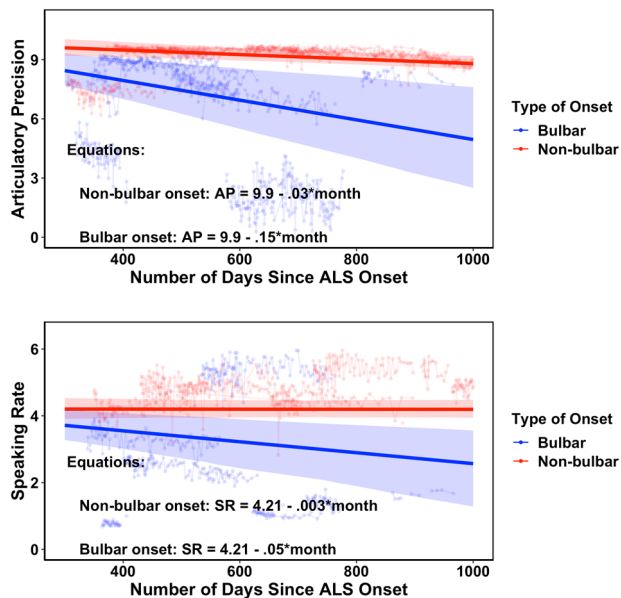 Articulatory Precision
9
6
3
0
Equations:
Non-bulbar onset: AP = 9.9 - .03*month
Bulbar onset: AP = 9.9 - .15*month
400 600 800 1000
Number of Days Since ALS Onset
Type of Onset
Bulbar
Non-bulbar
Speaking Rate
6
4
2
0
Equations:
Non-bulbar onset: SR = 4.21 - .003*month
Bulbar onset: SR = 4.21 - .05*month
400 600 800 1000
Number of Days Since ALS Onset
Type of Onset
Bulbar
Non-bulbar